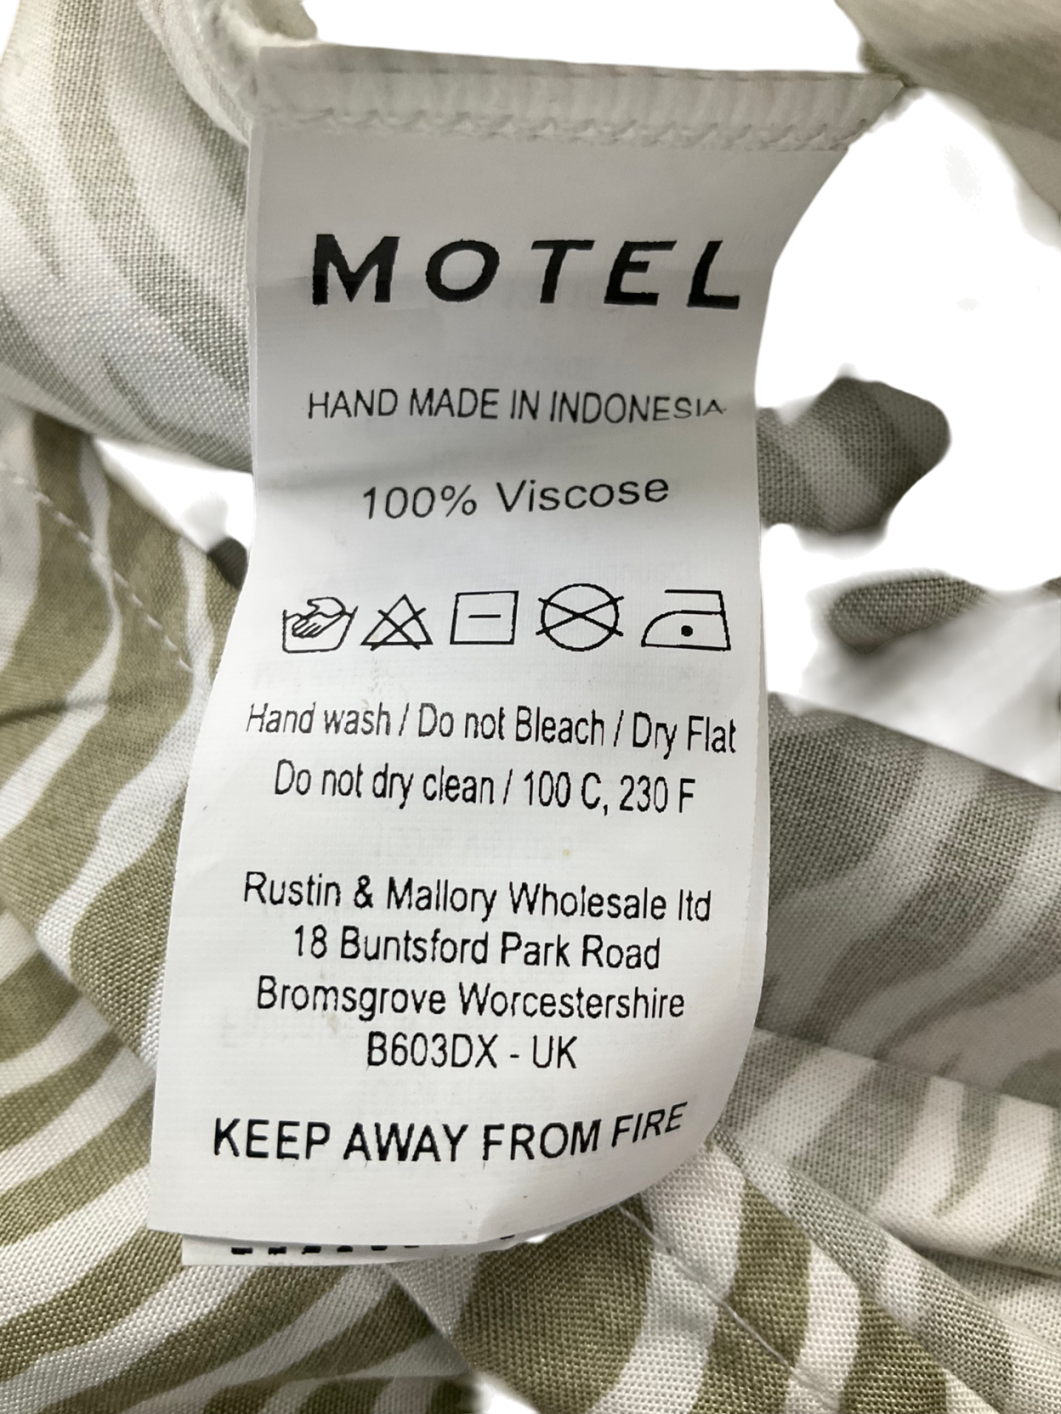 MOTEL
HAND MADE IN INDONESIA
100% Viscose
Hand wash / Do not Bleach / Dry Flat
Do not dry clean / 100 C, 230 F
Rustin & Mallory Wholesale ltd
18 Buntsford Park Road
Bromsgrove Worcestershire
B603DX - UK
KEEP AWAY FROM FIRE